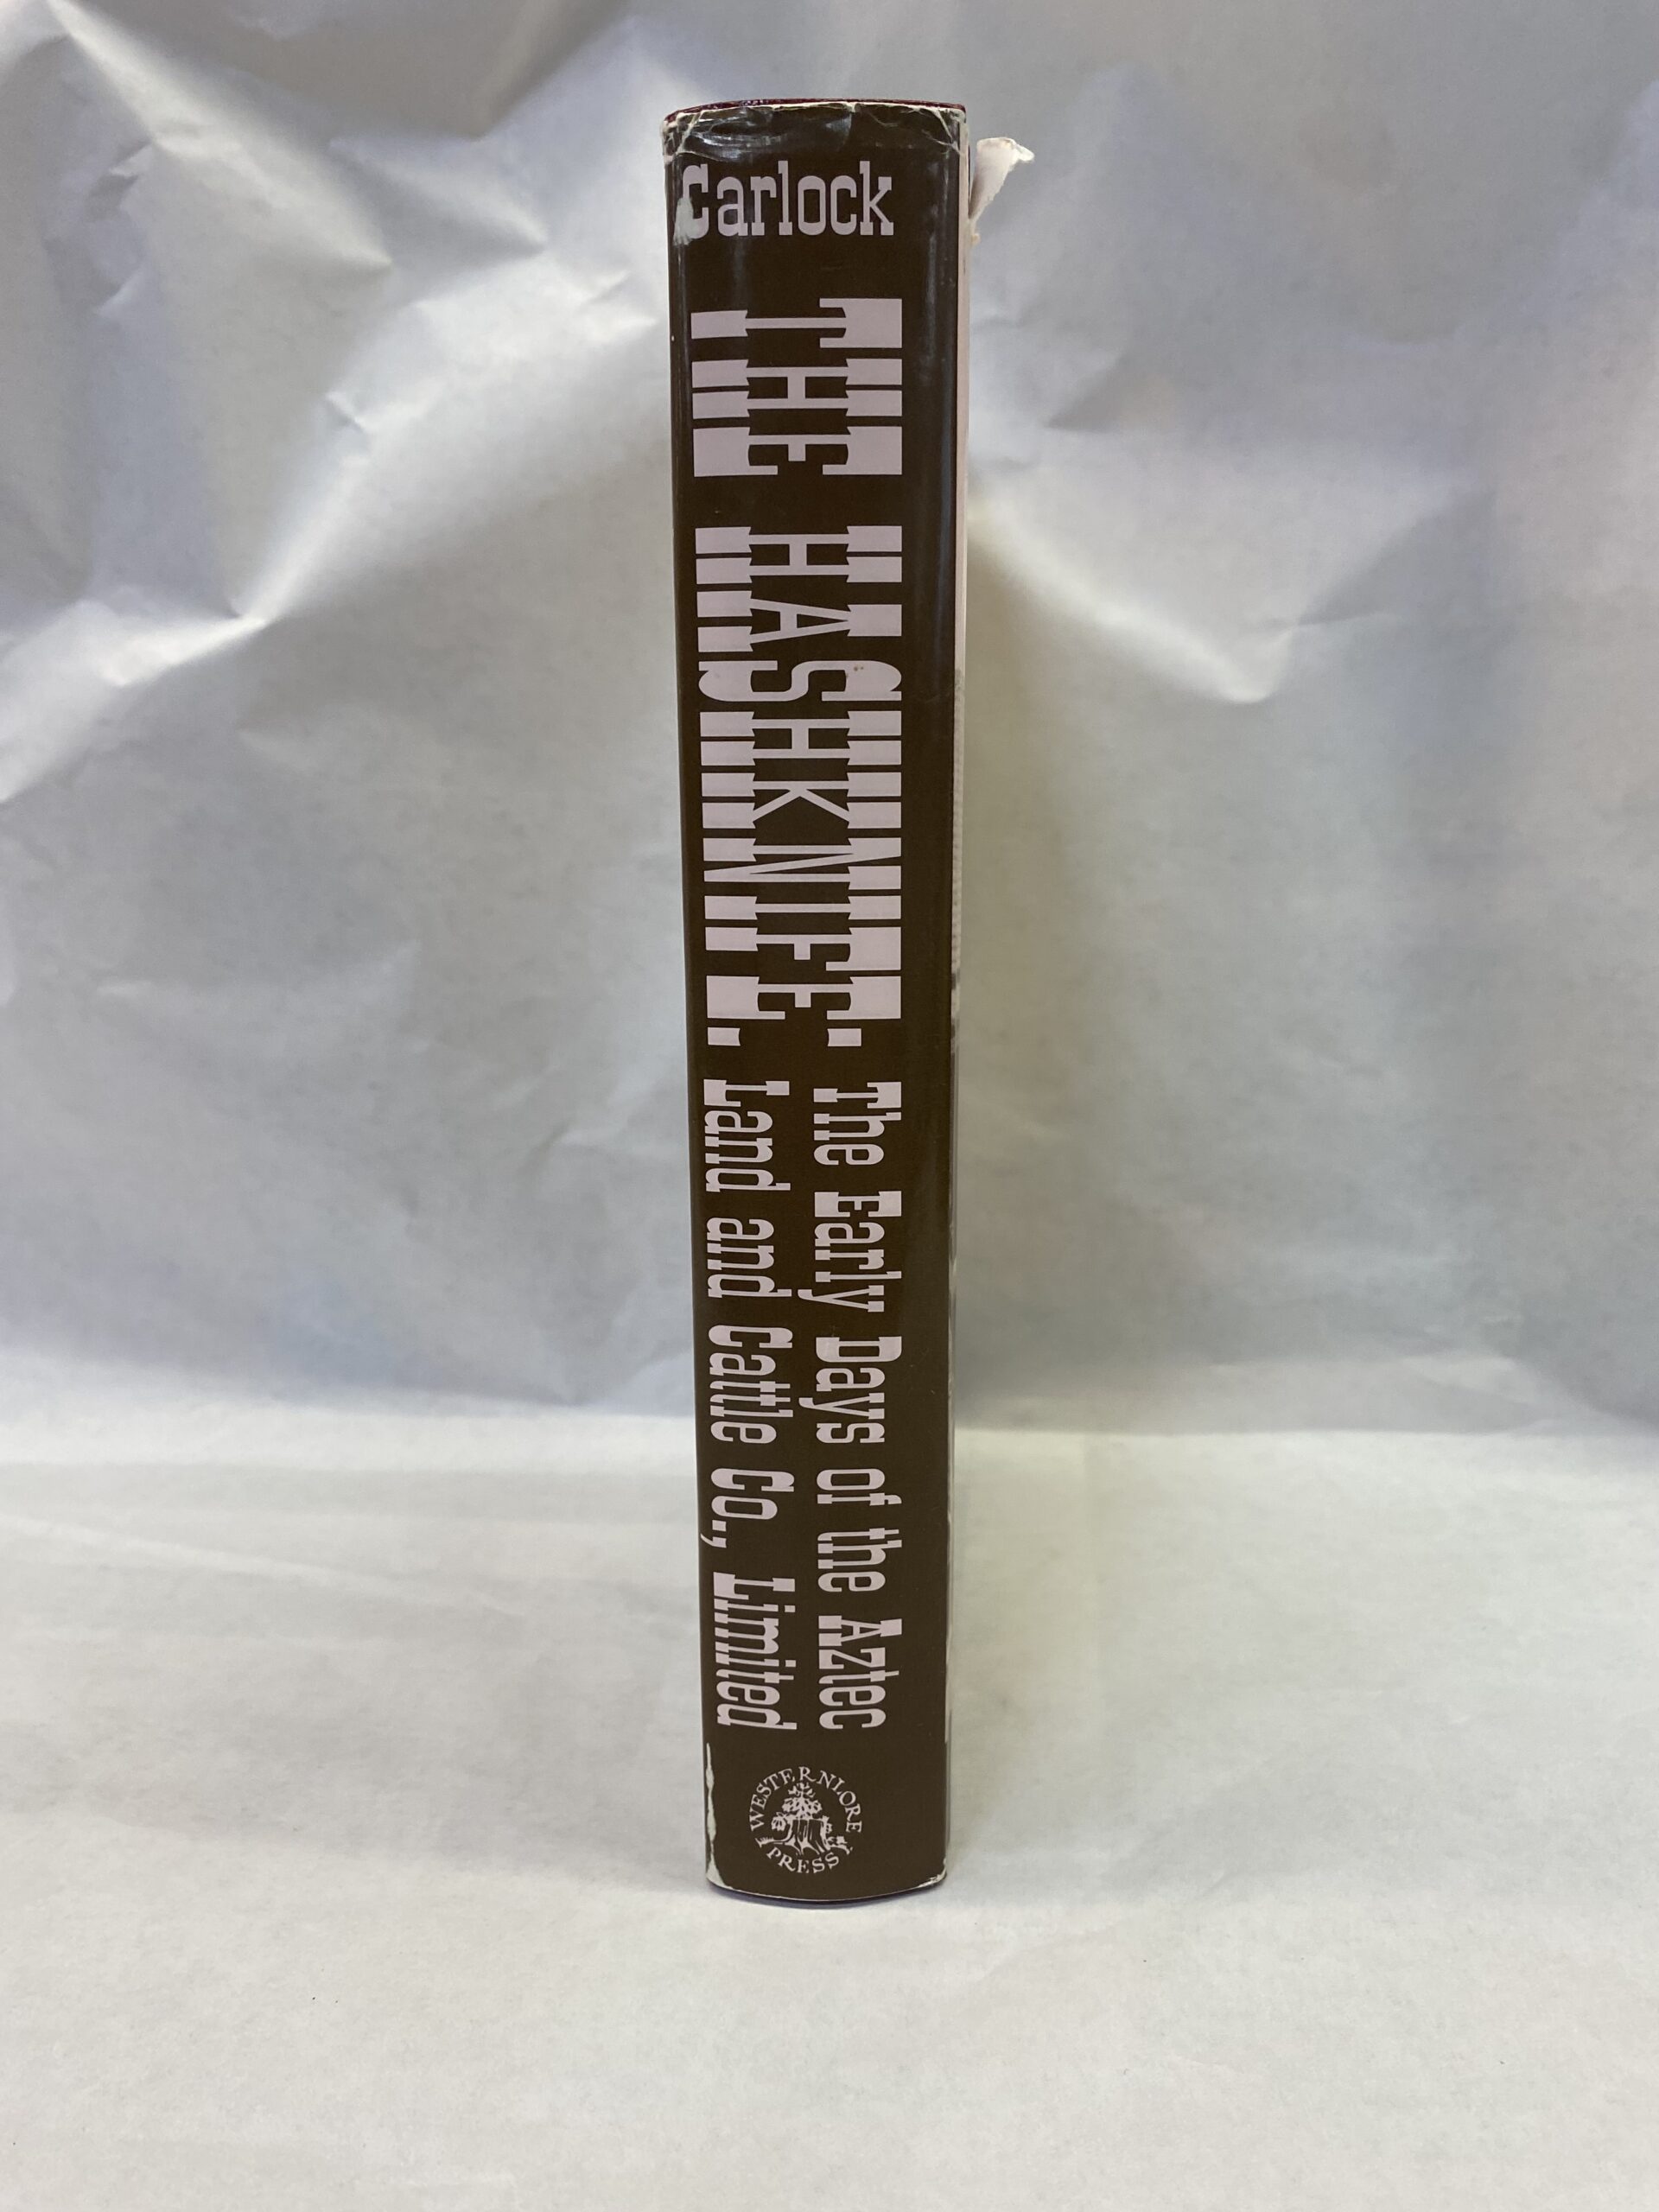 Carlock
THE HASHKNIFE:
The Early Days of the Aztec
Land and Cattle Co., Limited
WESTERNLORE
PRESS